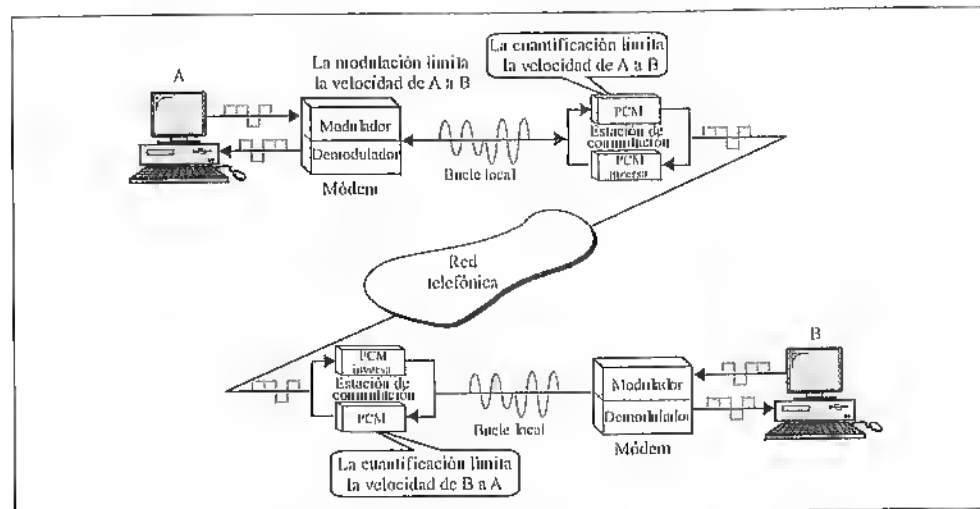 A
La modulación limita
la velocidad de A a B
La cuantificación limita
la velocidad de A a B
Modulador
Demodulador
Módem
Bucle local
PCM
Estación de
conmutación
PCM
inversa
Red
telefónica
PCM
inversa
Estación de
conmutación
PCM
Bucle local
La cuantificación limita
la velocidad de B a A
B
Modulador
Demodulador
Módem